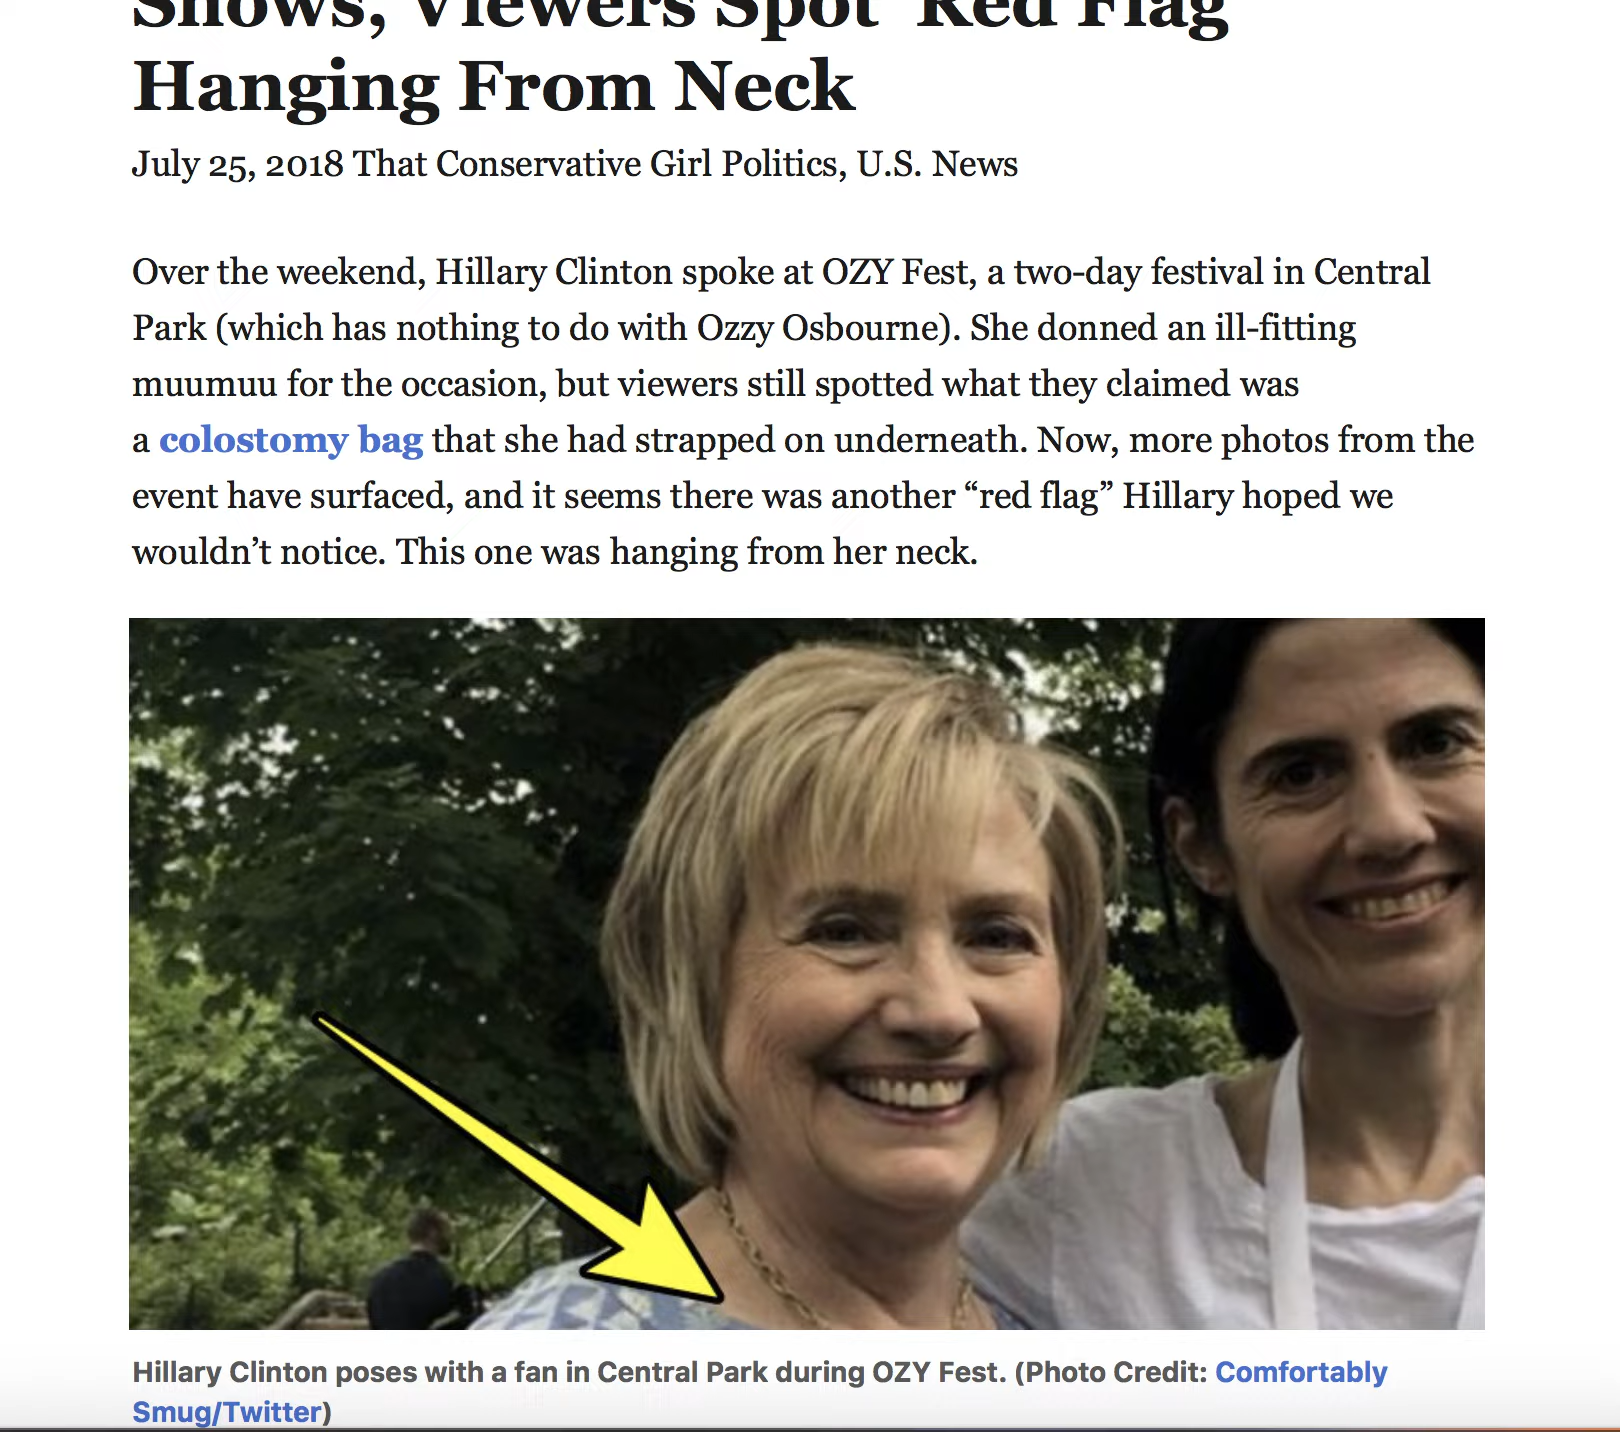 Shows, Viewers Spot ‘Red Flag
Hanging From Neck
July 25, 2018 That Conservative Girl Politics, U.S. News
Over the weekend, Hillary Clinton spoke at OZY Fest, a two-day festival in Central
Park (which has nothing to do with Ozzy Osbourne). She donned an ill-fitting
muumuu for the occasion, but viewers still spotted what they claimed was
a colostomy bag that she had strapped on underneath. Now, more photos from the
event have surfaced, and it seems there was another “red flag” Hillary hoped we
wouldn’t notice. This one was hanging from her neck.
Hillary Clinton poses with a fan in Central Park during OZY Fest. (Photo Credit: Comfortably
Smug/Twitter)